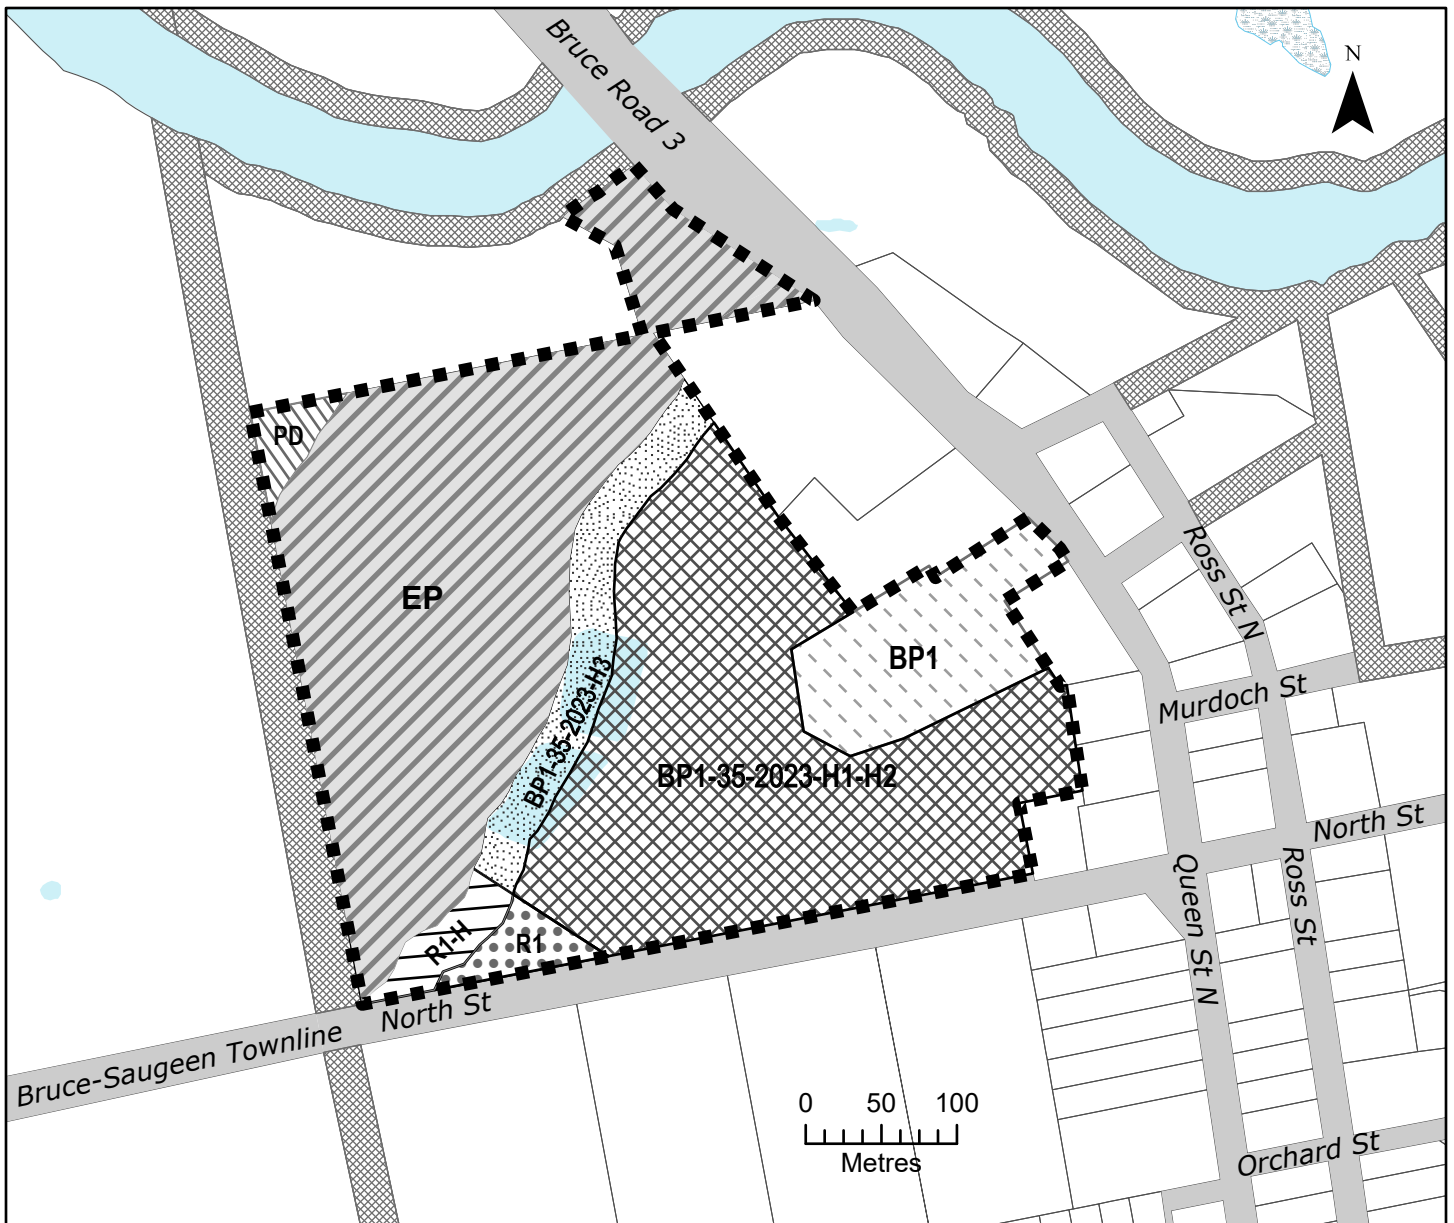 Bruce Road 3
N
PD
EP
Ross St N
BP1
Murdoch St
BP1-35-2023-H3
BP1-35-2023-H1-H2
North St
Queen St N
Ross St
R1-H
R1
North St
Bruce-Saugeen Townline
0 50 100
Metres
Orchard St